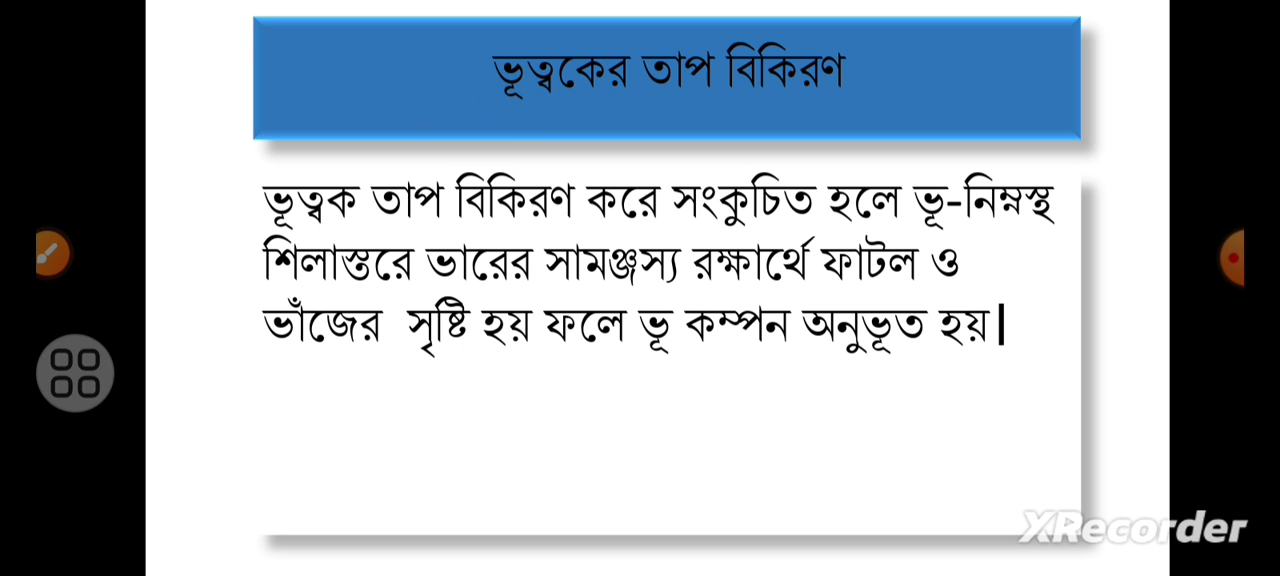 ভূত্বকের তাপ বিকিরণ
ভূত্বক তাপ বিকিরণ করে সংকুচিত হলে ভূ-নিম্নস্থ
শিলাস্তরে ভারের সামঞ্জস্য রক্ষার্থে ফাটল ও
ভাঁজের সৃষ্টি হয় ফলে ভূ কম্পন অনুভূত হয়।
XRecorder